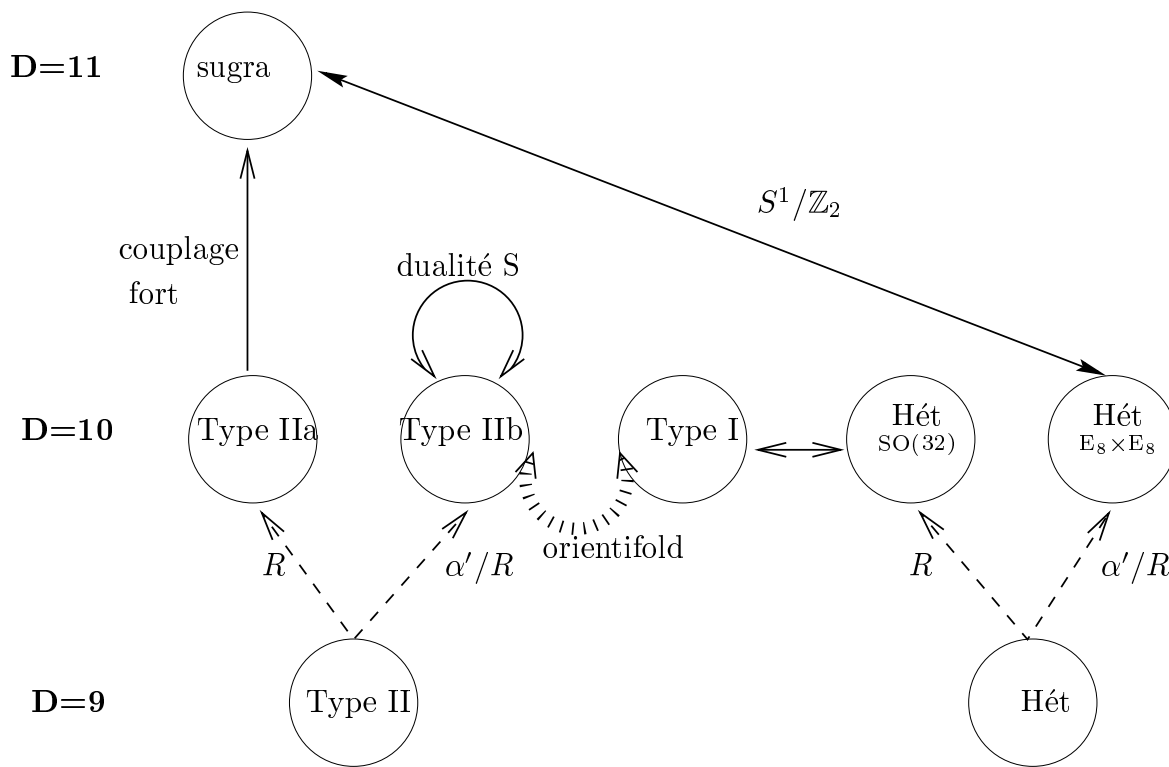 D=11
sugra
S¹/ℤ₂
couplage
fort
dualité S
D=10
Type IIa
Type IIb
Type I
Hét
SO(32)
Hét
E₈×E₈
orientifold
R
α′/R
R
α′/R
D=9
Type II
Hét